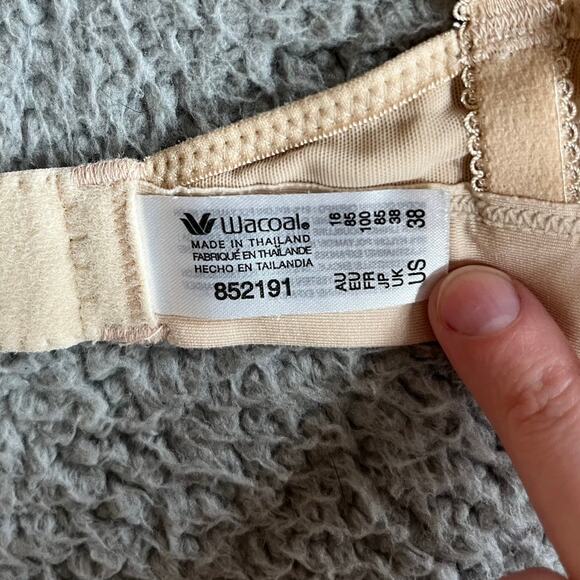 Wacoal®
MADE IN THAILAND
FABRIQUÉ EN THAÏLANDE
HECHO EN TAILANDIA
852191
AU 16
EU 85
FR 100
JP 85
UK 38
US 38